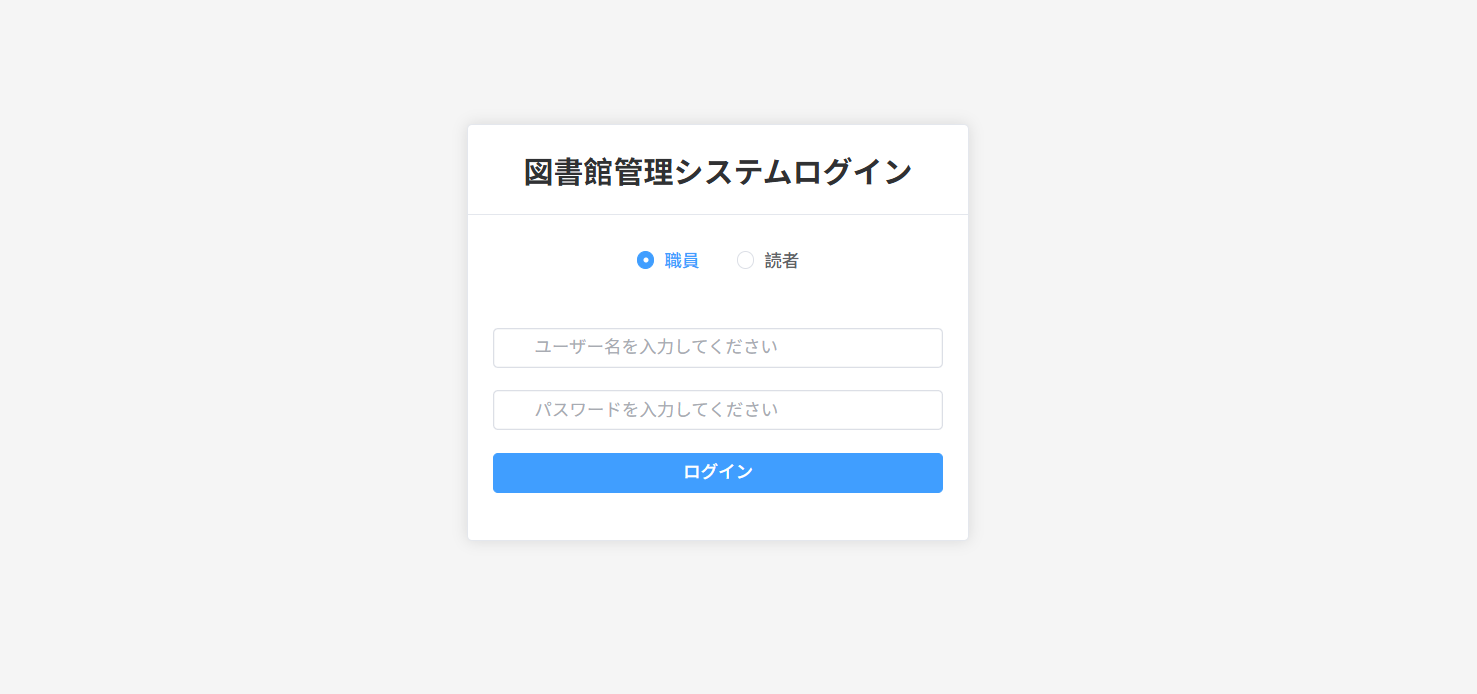 図書館管理システムログイン
職員 読者
ユーザー名を入力してください
パスワードを入力してください
ログイン